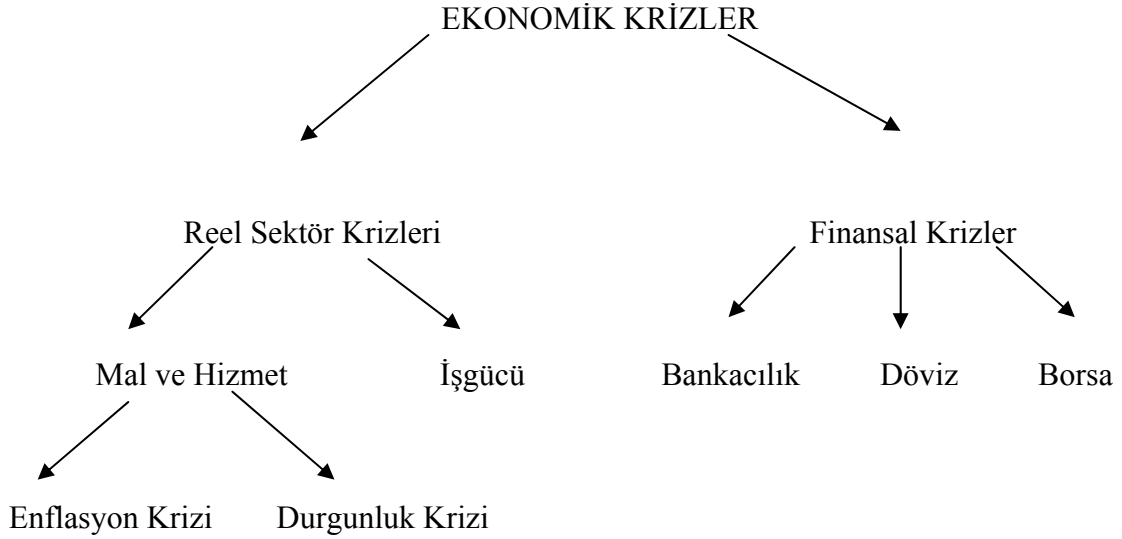 EKONOMİK KRİZLER
Reel Sektör Krizleri
Finansal Krizler
Mal ve Hizmet
İşgücü
Bankacılık
Döviz
Borsa
Enflasyon Krizi
Durgunluk Krizi